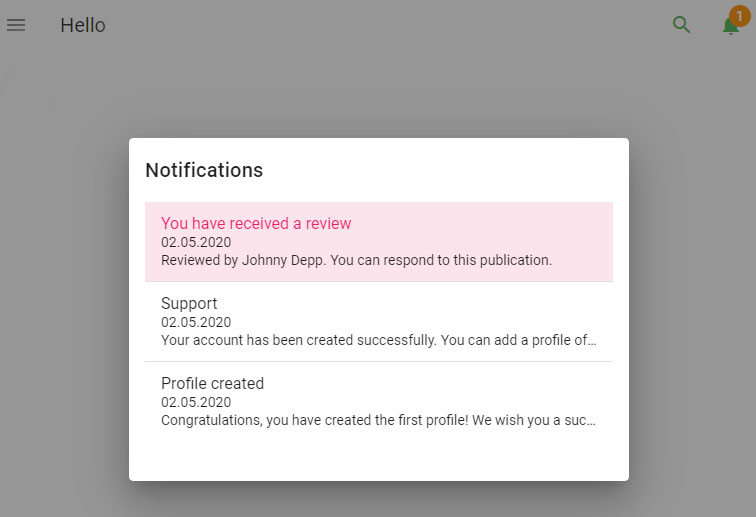 Hello
1
Notifications
You have received a review
02.05.2020
Reviewed by Johnny Depp. You can respond to this publication.
Support
02.05.2020
Your account has been created successfully. You can add a profile of...
Profile created
02.05.2020
Congratulations, you have created the first profile! We wish you a suc...